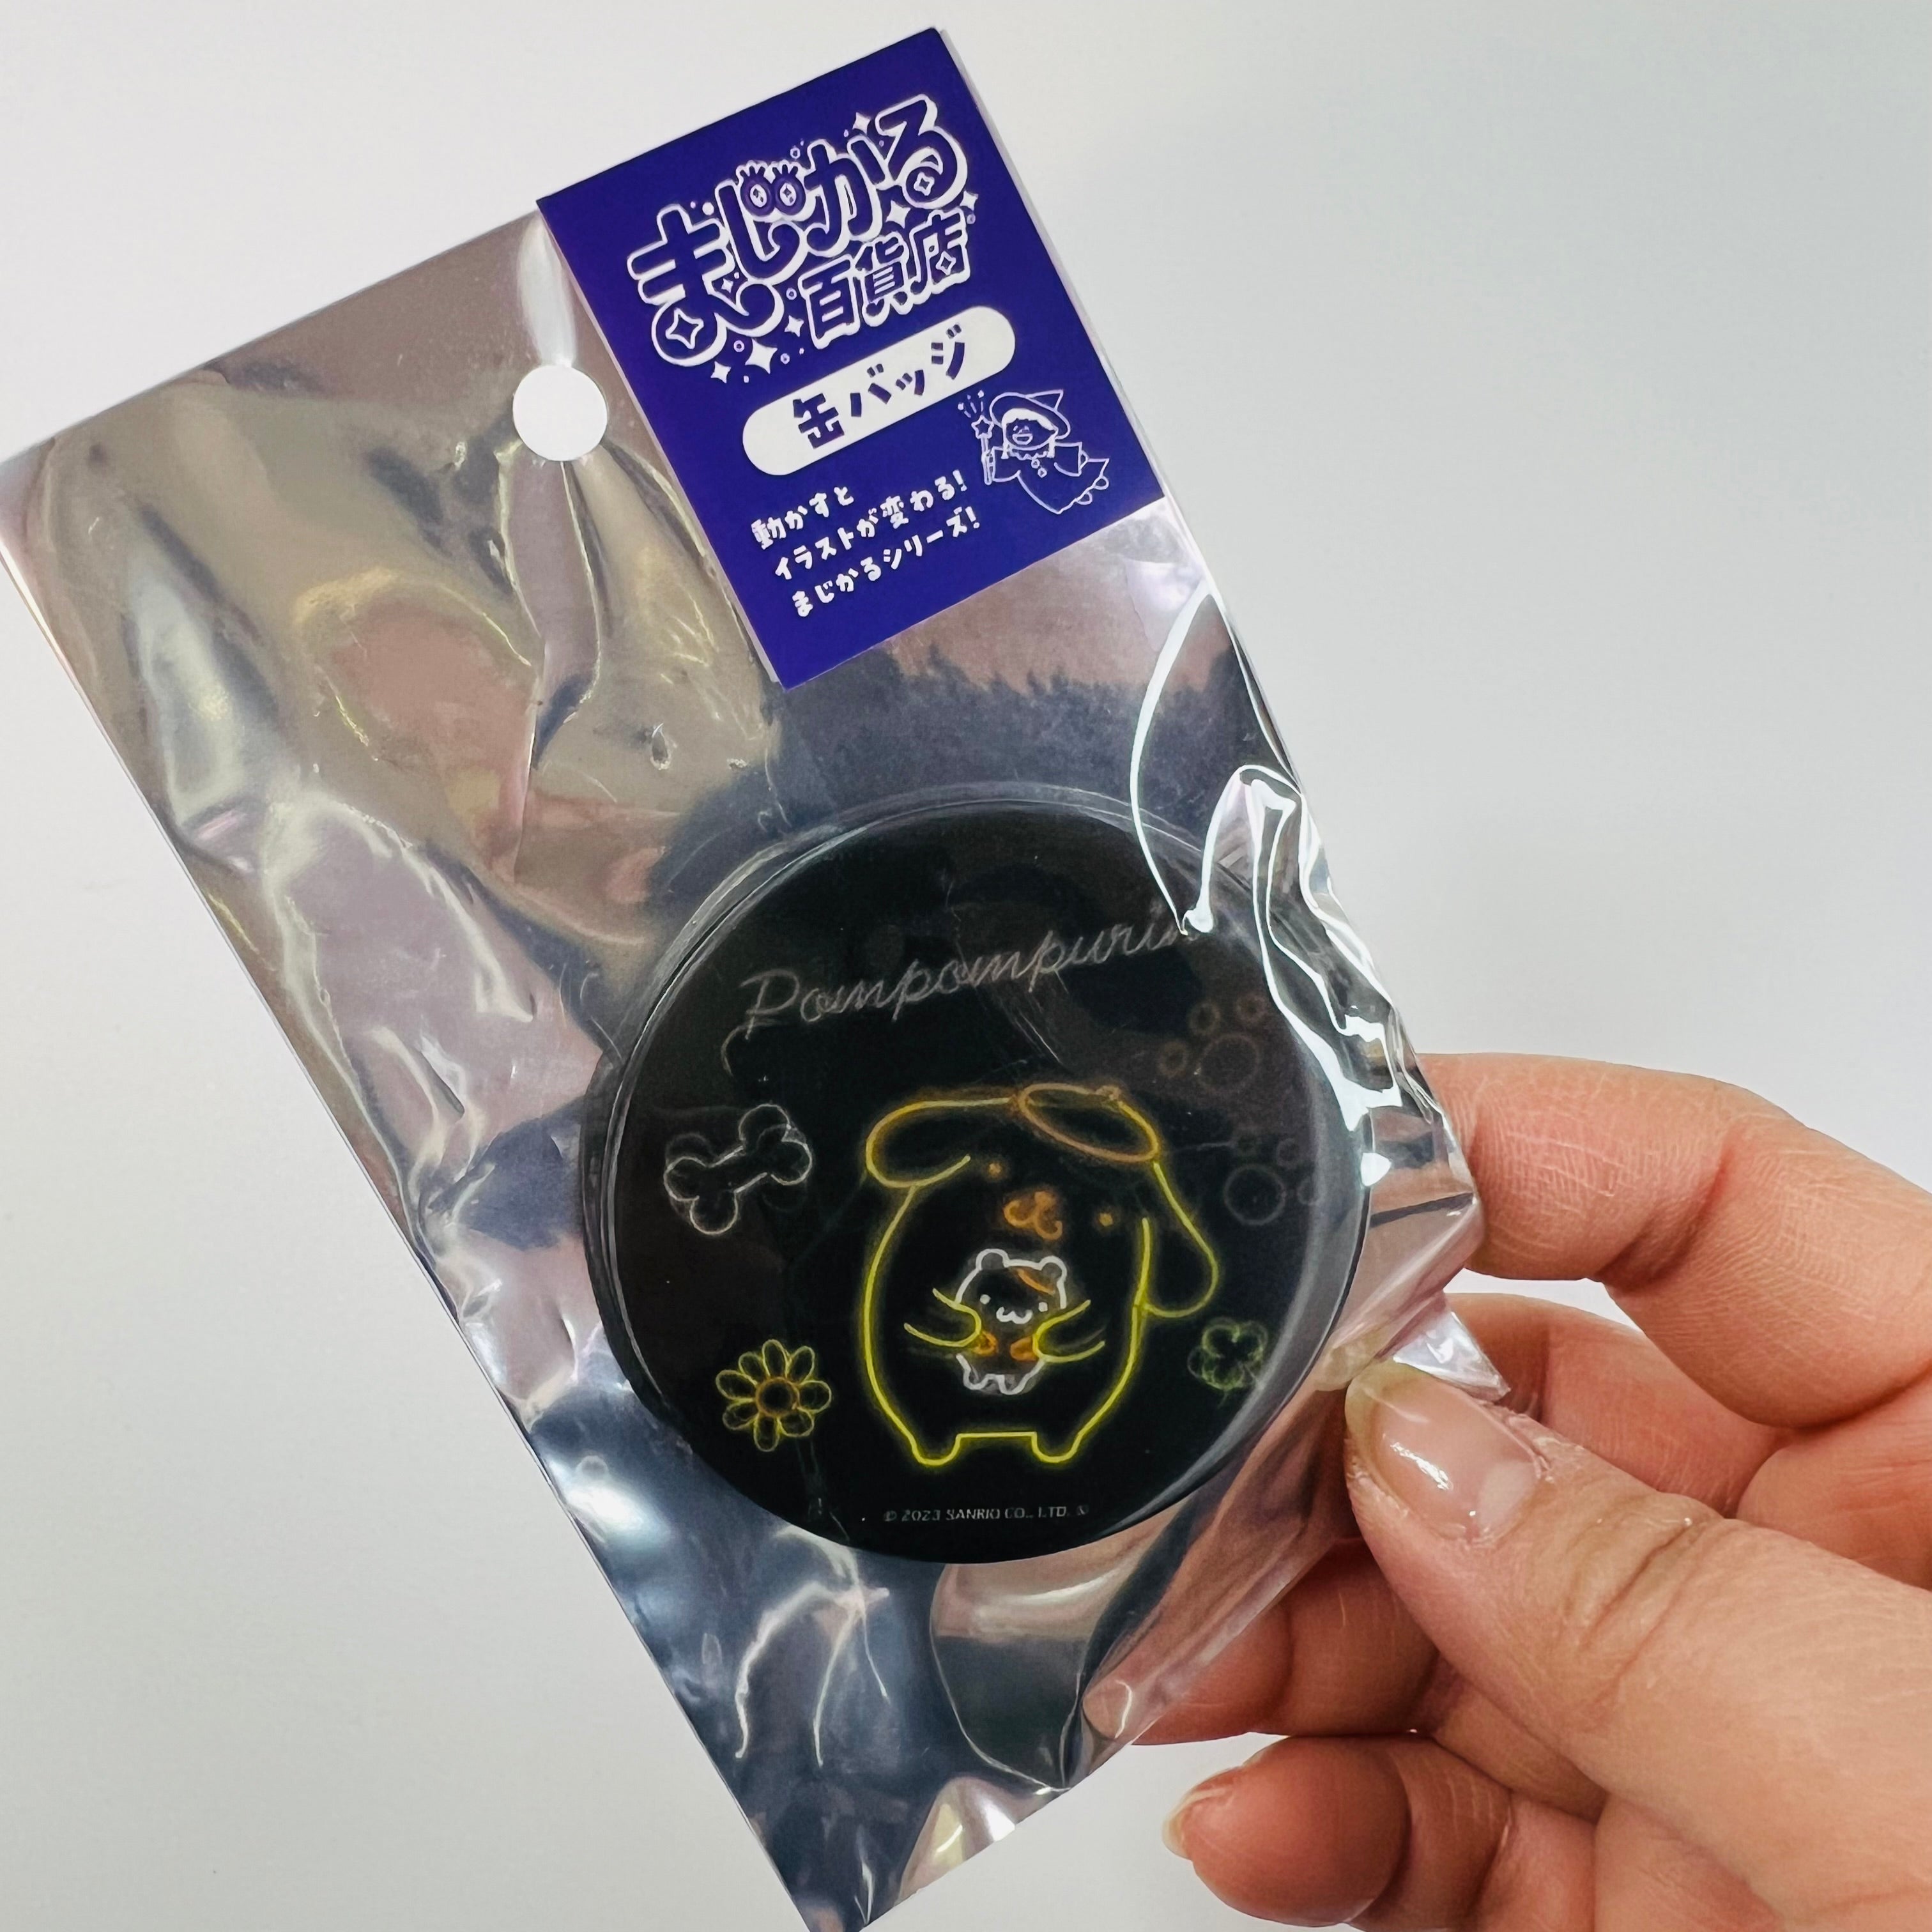 まじかる
百貨店
缶バッジ
動かすと
イラストが変わる!
まじかるシリーズ!
Pompompurin
© 2023 SANRIO CO., LTD. Ⓛ